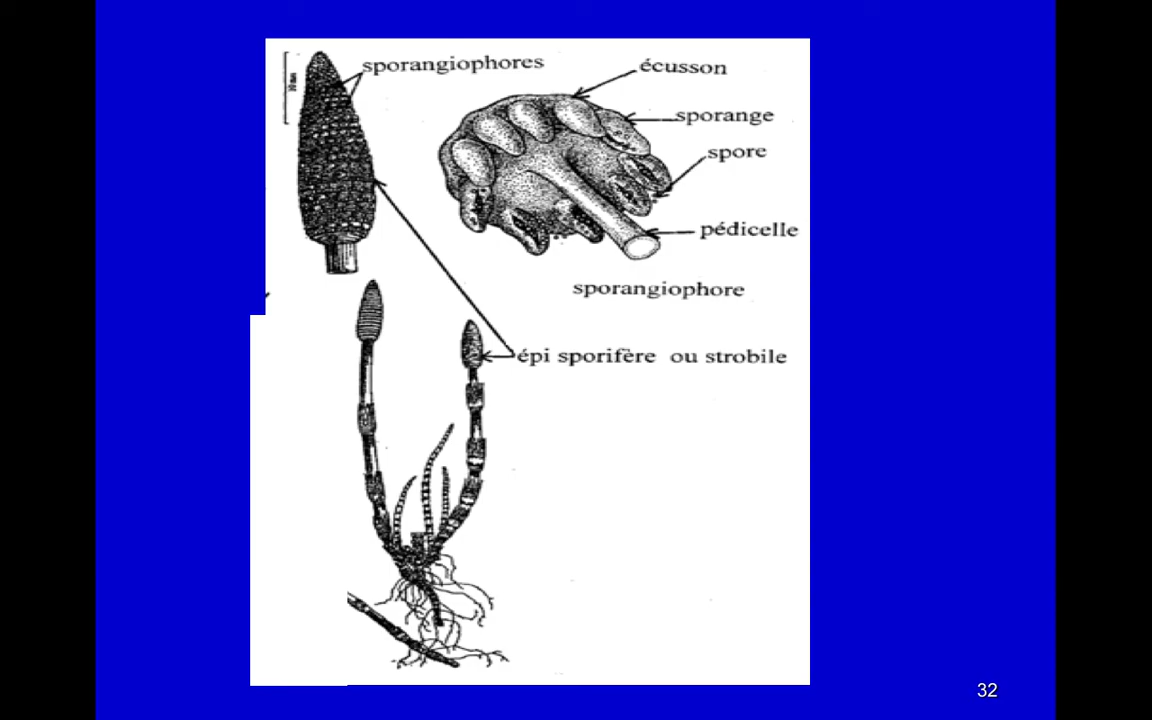 sporangiophores
écusson
sporange
spore
pédicelle
sporangiophore
épi sporifère ou strobile
32